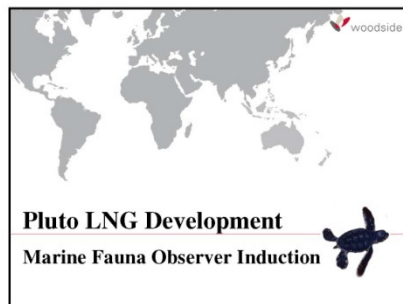 woodside
Pluto LNG Development
Marine Fauna Observer Induction